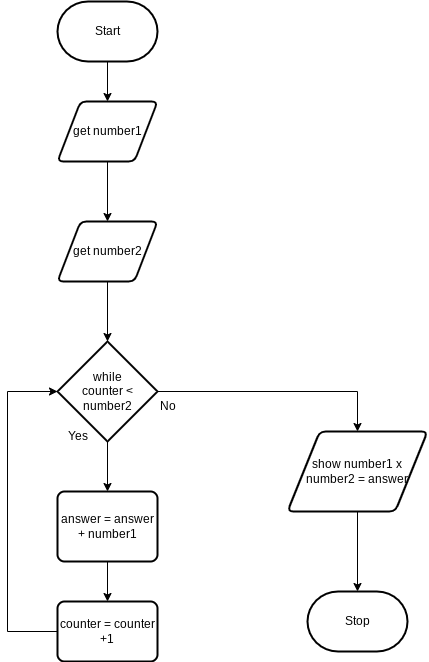 Start
get number1
get number2
while
counter <
number2
No
Yes
show number1 x
number2 = answer
answer = answer
+ number1
counter = counter
+1
Stop